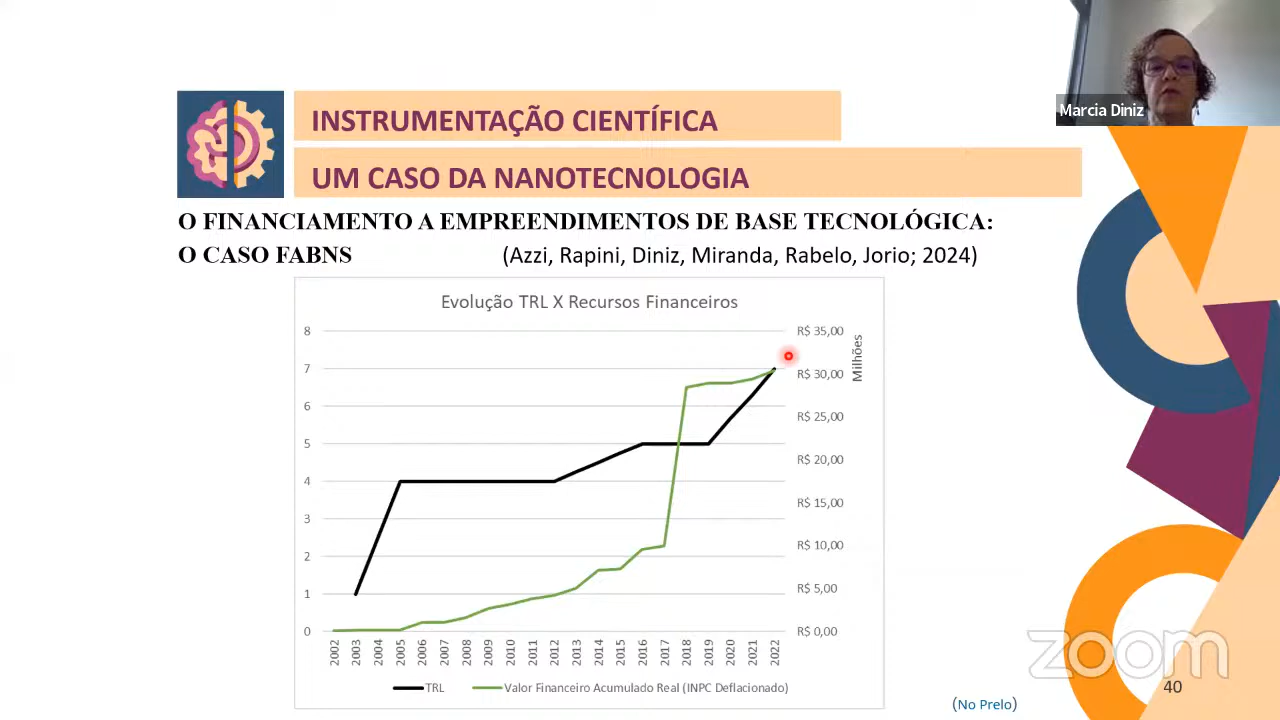 Marcia Diniz
INSTRUMENTAÇÃO CIENTÍFICA
UM CASO DA NANOTECNOLOGIA
O FINANCIAMENTO A EMPREENDIMENTOS DE BASE TECNOLÓGICA:
O CASO FABNS (Azzi, Rapini, Diniz, Miranda, Rabelo, Jorio; 2024)
Evolução TRL X Recursos Financeiros
8
7
6
5
4
3
2
1
0
R$ 35,00
R$ 30,00
R$ 25,00
R$ 20,00
R$ 15,00
R$ 10,00
R$ 5,00
R$ 0,00
Milhões
2002
2003
2004
2005
2006
2007
2008
2009
2010
2011
2012
2013
2014
2015
2016
2017
2018
2019
2020
2021
2022
TRL
Valor Financeiro Acumulado Real (INPC Deflacionado)
zoom
40
(No Prelo)